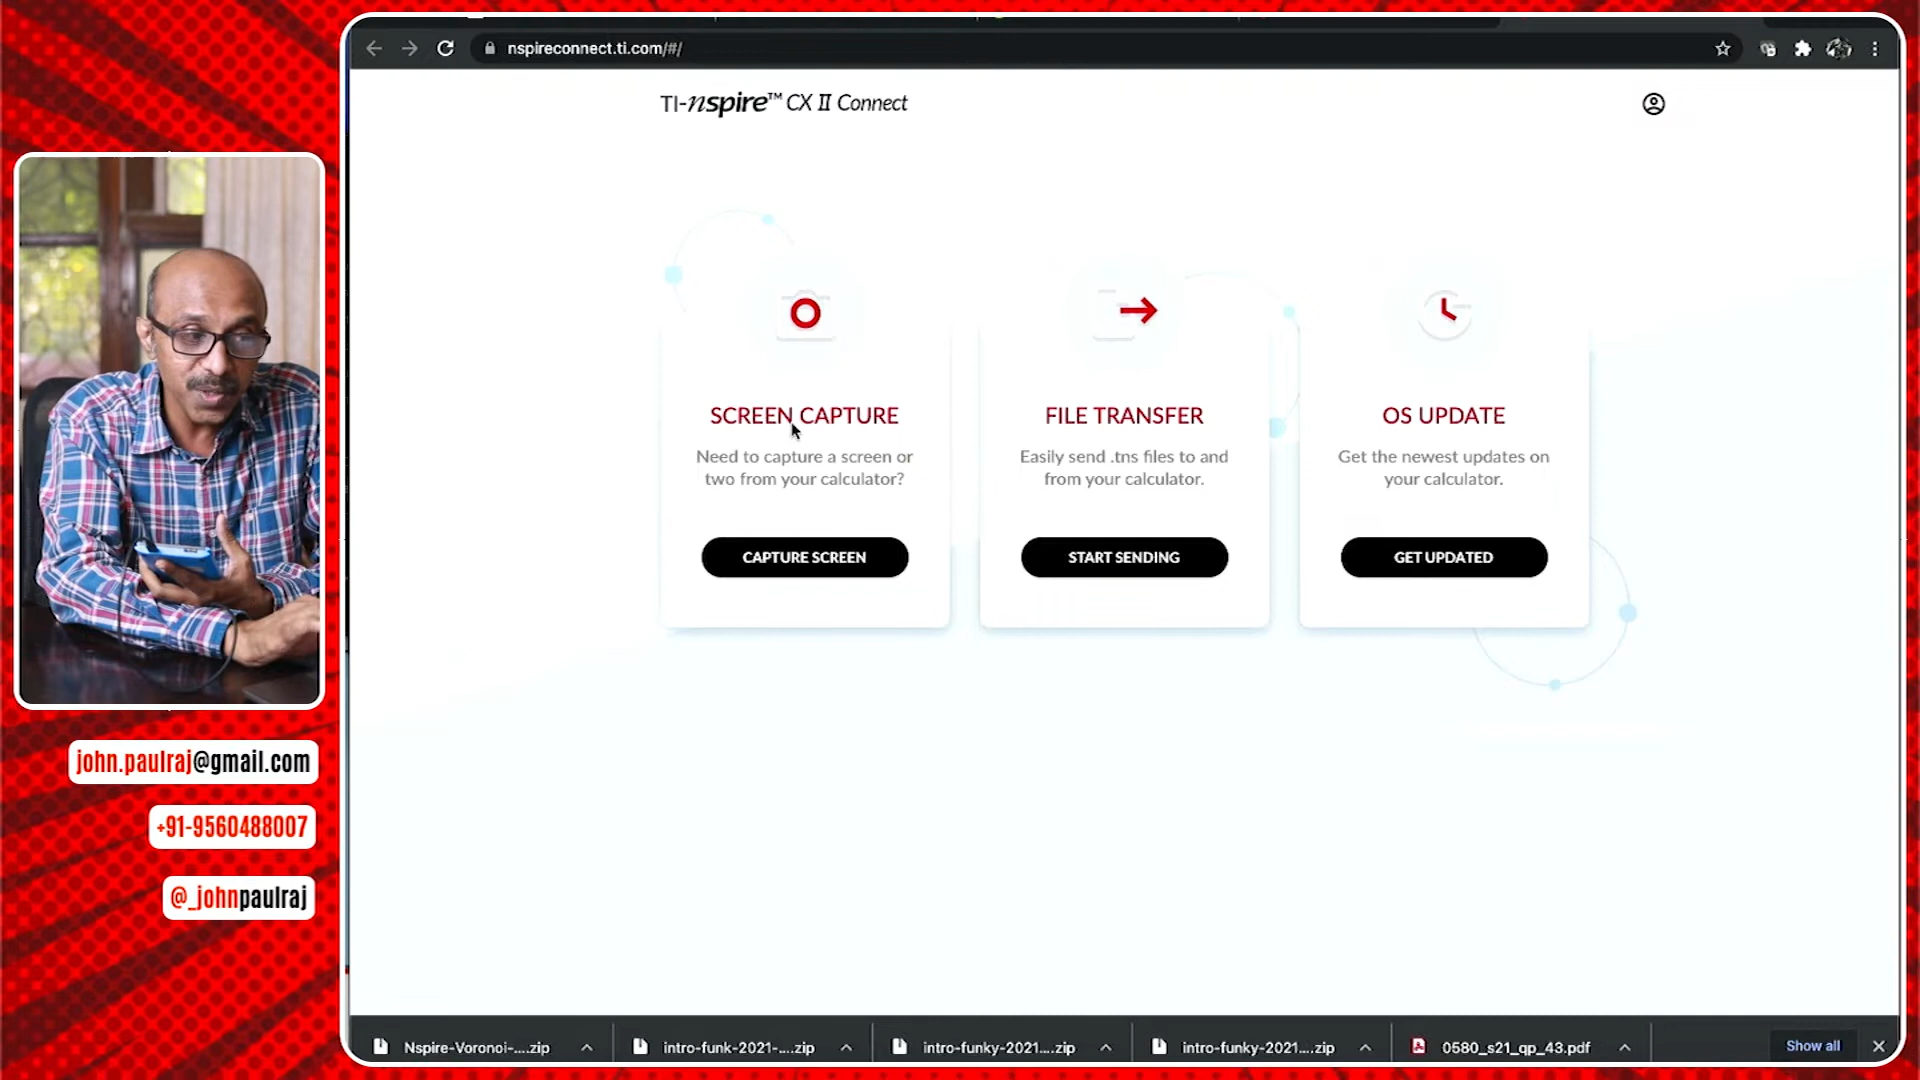 nspireconnect.ti.com/#/
TI-nspire™ CX II Connect
SCREEN CAPTURE
Need to capture a screen or
two from your calculator?
CAPTURE SCREEN
FILE TRANSFER
Easily send .tns files to and
from your calculator.
START SENDING
OS UPDATE
Get the newest updates on
your calculator.
GET UPDATED
john.paulraj@gmail.com
+91-9560488007
@_johnpaulraj
Nspire-Voronoi-....zip
intro-funk-2021-....zip
intro-funky-2021....zip
intro-funky-2021....zip
0580_s21_qp_43.pdf
Show all